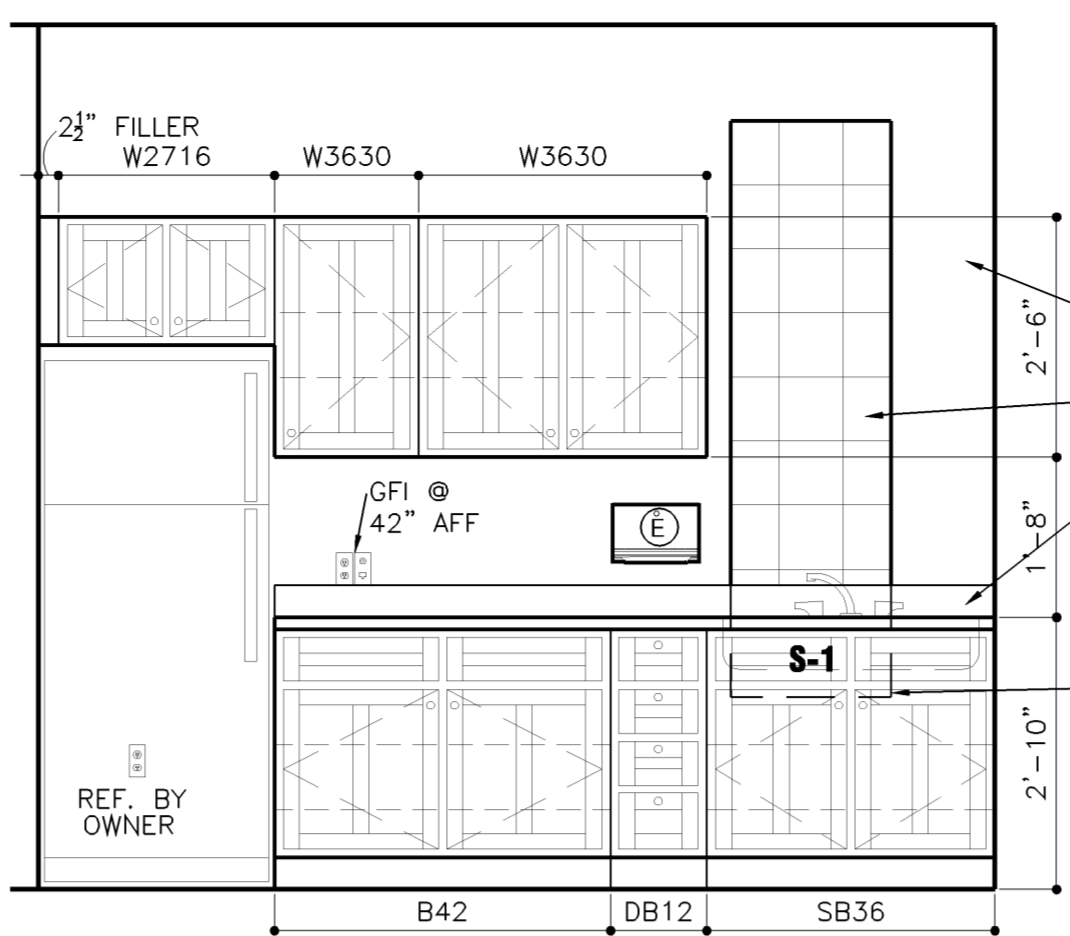 2½" FILLER
W2716
W3630
W3630
2'-6"
GFI @
42" AFF
E
1'-8"
S-1
2'-10"
REF. BY
OWNER
B42
DB12
SB36